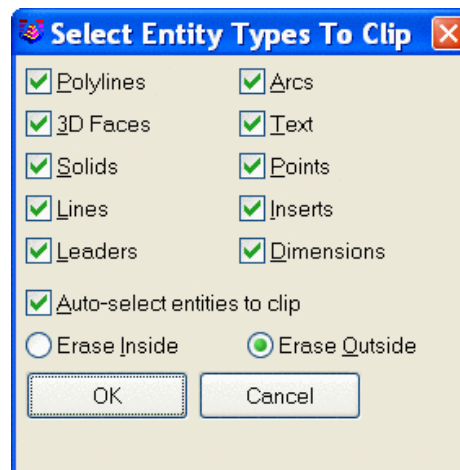 Select Entity Types To Clip
Polylines Arcs
3D Faces Text
Solids Points
Lines Inserts
Leaders Dimensions
Auto-select entities to clip
Erase Inside Erase Outside
OK Cancel